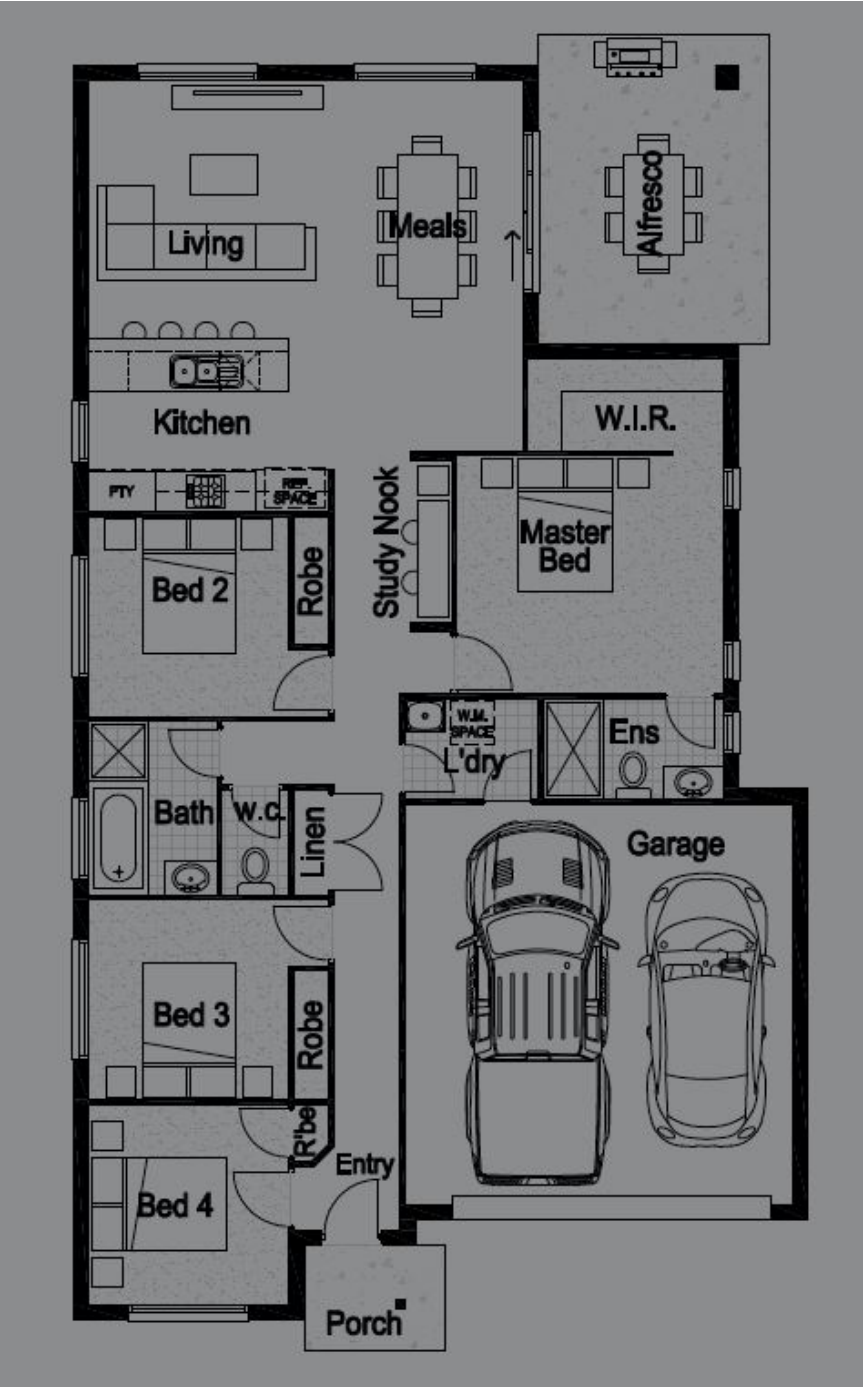 Living
Meals
Alfresco
Kitchen
W.I.R.
PTY
REF.
SPACE
Study Nook
Master
Bed
Bed 2
Robe
W.M.
SPACE
L'dry
Ens
Bath
W.C.
Linen
Garage
Bed 3
Robe
R'be
Entry
Bed 4
Porch